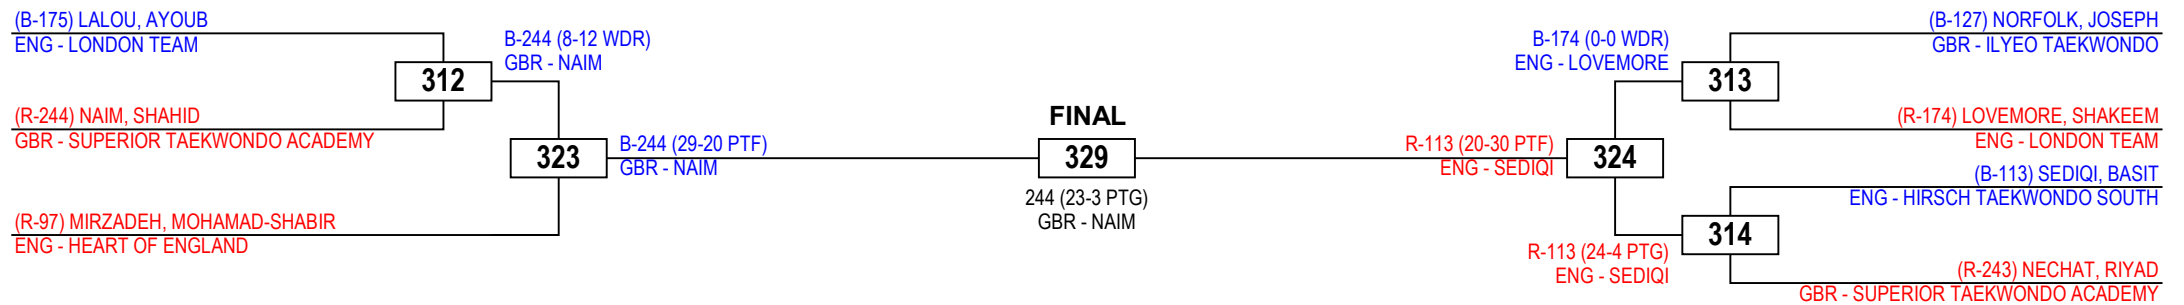 (B-175) LALOU, AYOUB
ENG - LONDON TEAM
B-244 (8-12 WDR)
GBR - NAIM
312
(R-244) NAIM, SHAHID
GBR - SUPERIOR TAEKWONDO ACADEMY
323
B-244 (29-20 PTF)
GBR - NAIM
(R-97) MIRZADEH, MOHAMAD-SHABIR
ENG - HEART OF ENGLAND
FINAL
329
244 (23-3 PTG)
GBR - NAIM
(B-127) NORFOLK, JOSEPH
GBR - ILYEO TAEKWONDO
B-174 (0-0 WDR)
ENG - LOVEMORE
313
(R-174) LOVEMORE, SHAKEEM
ENG - LONDON TEAM
R-113 (20-30 PTF)
ENG - SEDIQI
324
(B-113) SEDIQI, BASIT
ENG - HIRSCH TAEKWONDO SOUTH
314
R-113 (24-4 PTG)
ENG - SEDIQI
(R-243) NECHAT, RIYAD
GBR - SUPERIOR TAEKWONDO ACADEMY